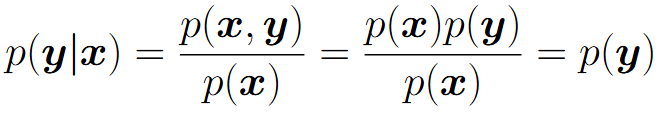 p(y|x) = p(x, y) / p(x) = p(x)p(y) / p(x) = p(y)